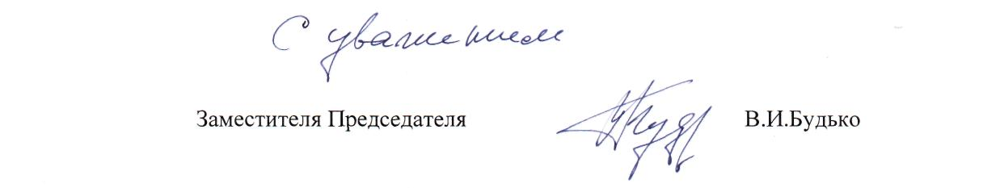 С уважением
Заместителя Председателя В.И.Будько